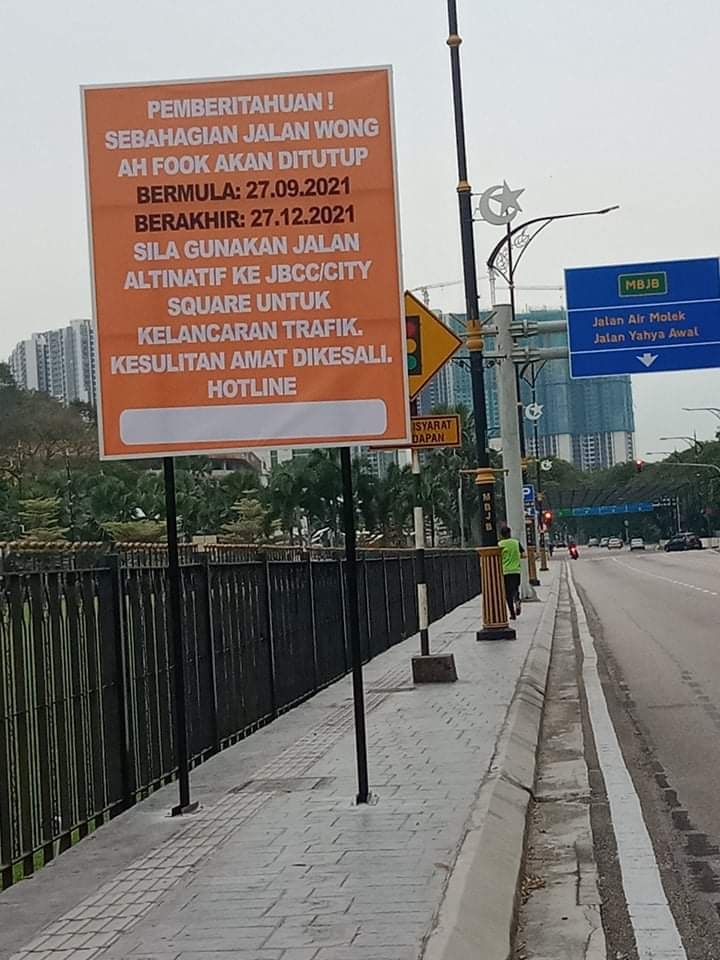 PEMBERITAHUAN !
SEBAHAGIAN JALAN WONG
AH FOOK AKAN DITUTUP
BERMULA: 27.09.2021
BERAKHIR: 27.12.2021
SILA GUNAKAN JALAN
ALTINATIF KE JBCC/CITY
SQUARE UNTUK
KELANCARAN TRAFIK.
KESULITAN AMAT DIKESALI.
HOTLINE
ISYARAT
DAPAN
MBJB
Jalan Air Molek
Jalan Yahya Awal
P
MBJB